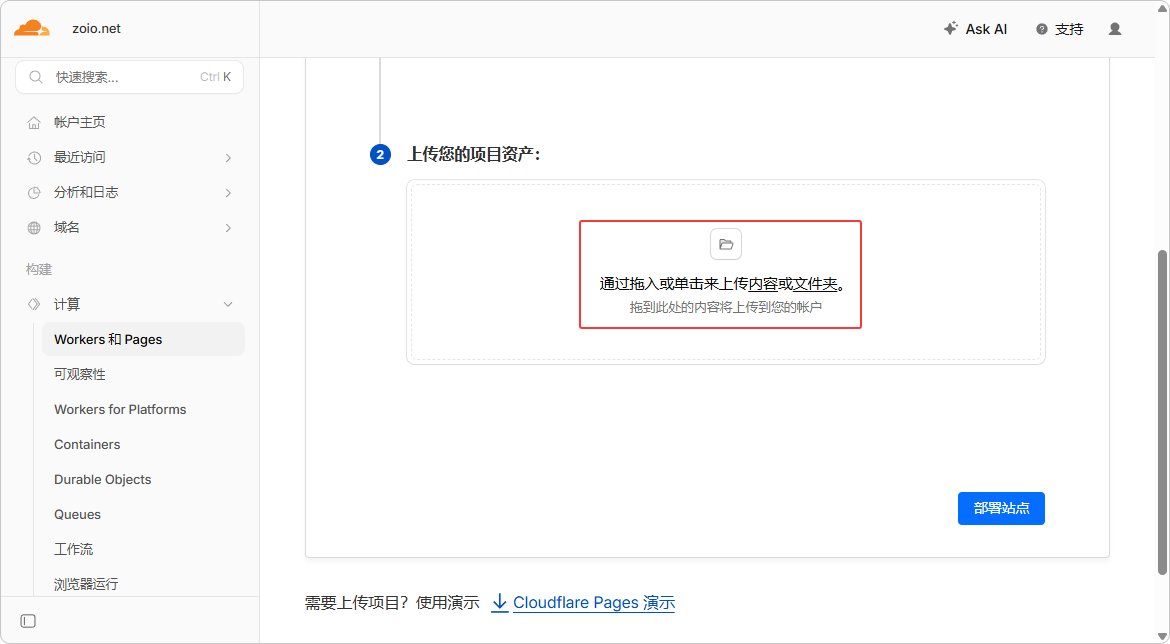 zoio.net
Ask AI
支持
快速搜索... Ctrl K
帐户主页
最近访问
分析和日志
域名
构建
计算
Workers 和 Pages
可观察性
Workers for Platforms
Containers
Durable Objects
Queues
工作流
浏览器运行
2 上传您的项目资产：
通过拖入或单击来上传内容或文件夹。
拖到此处的内容将上传到您的帐户
部署站点
需要上传项目？使用演示 Cloudflare Pages 演示